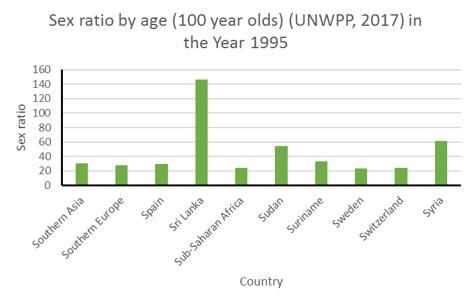 Sex ratio by age (100 year olds) (UNWPP, 2017) in
the Year 1995
Sex ratio
160
140
120
100
80
60
40
20
0
Southern Asia
Southern Europe
Spain
Sri Lanka
Sub-Saharan Africa
Sudan
Suriname
Sweden
Switzerland
Syria
Country